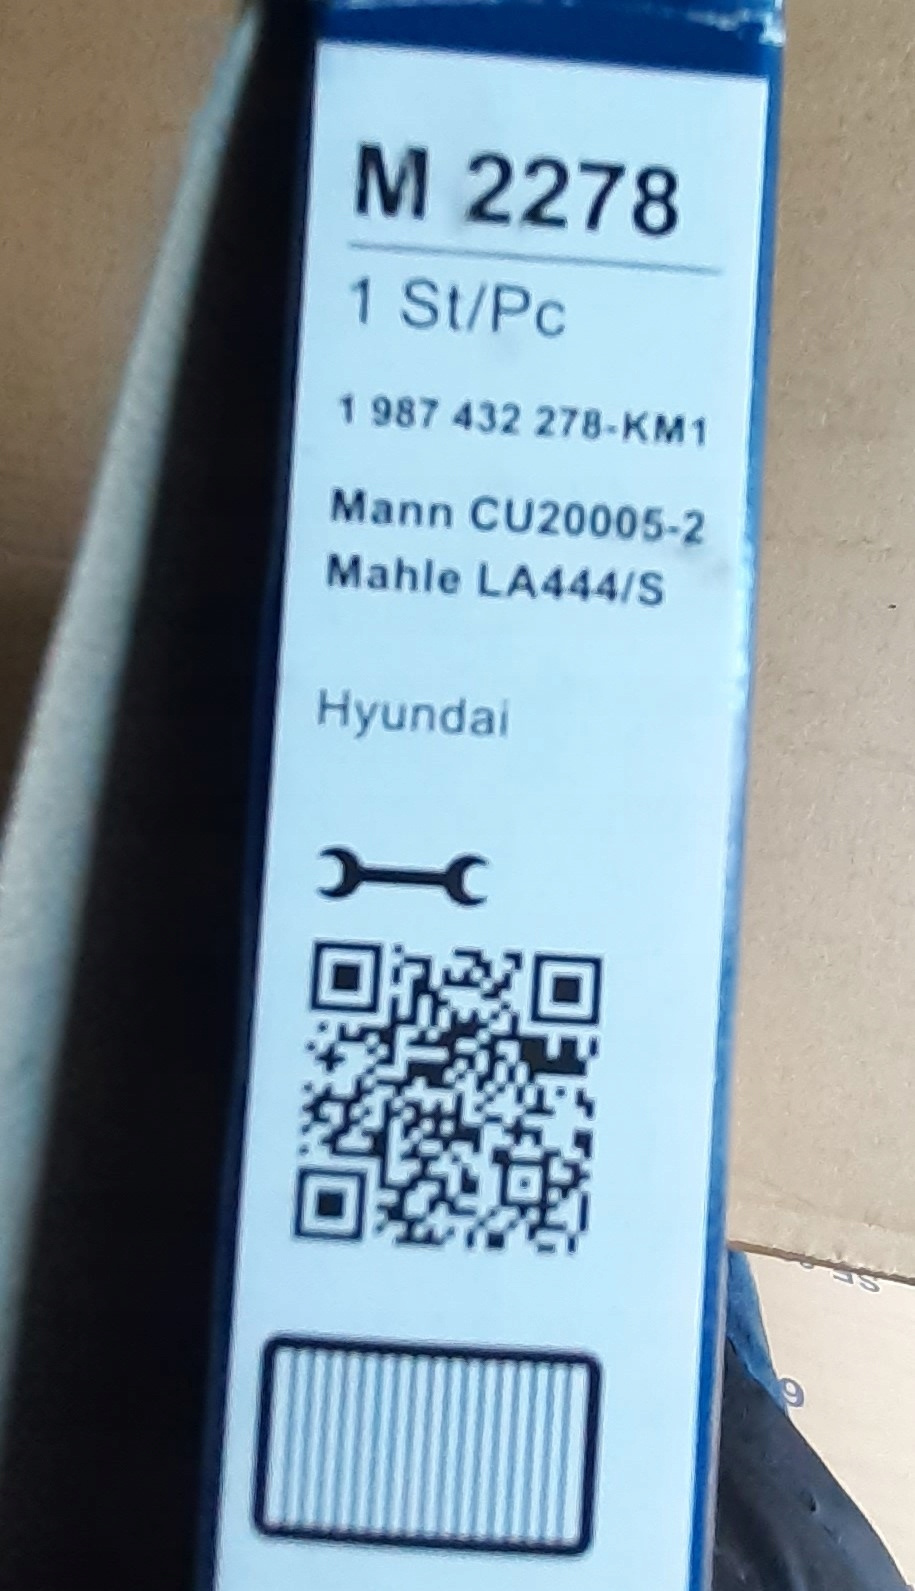 M 2278
1 St/Pc
1 987 432 278-KM1
Mann CU20005-2
Mahle LA444/S
Hyundai